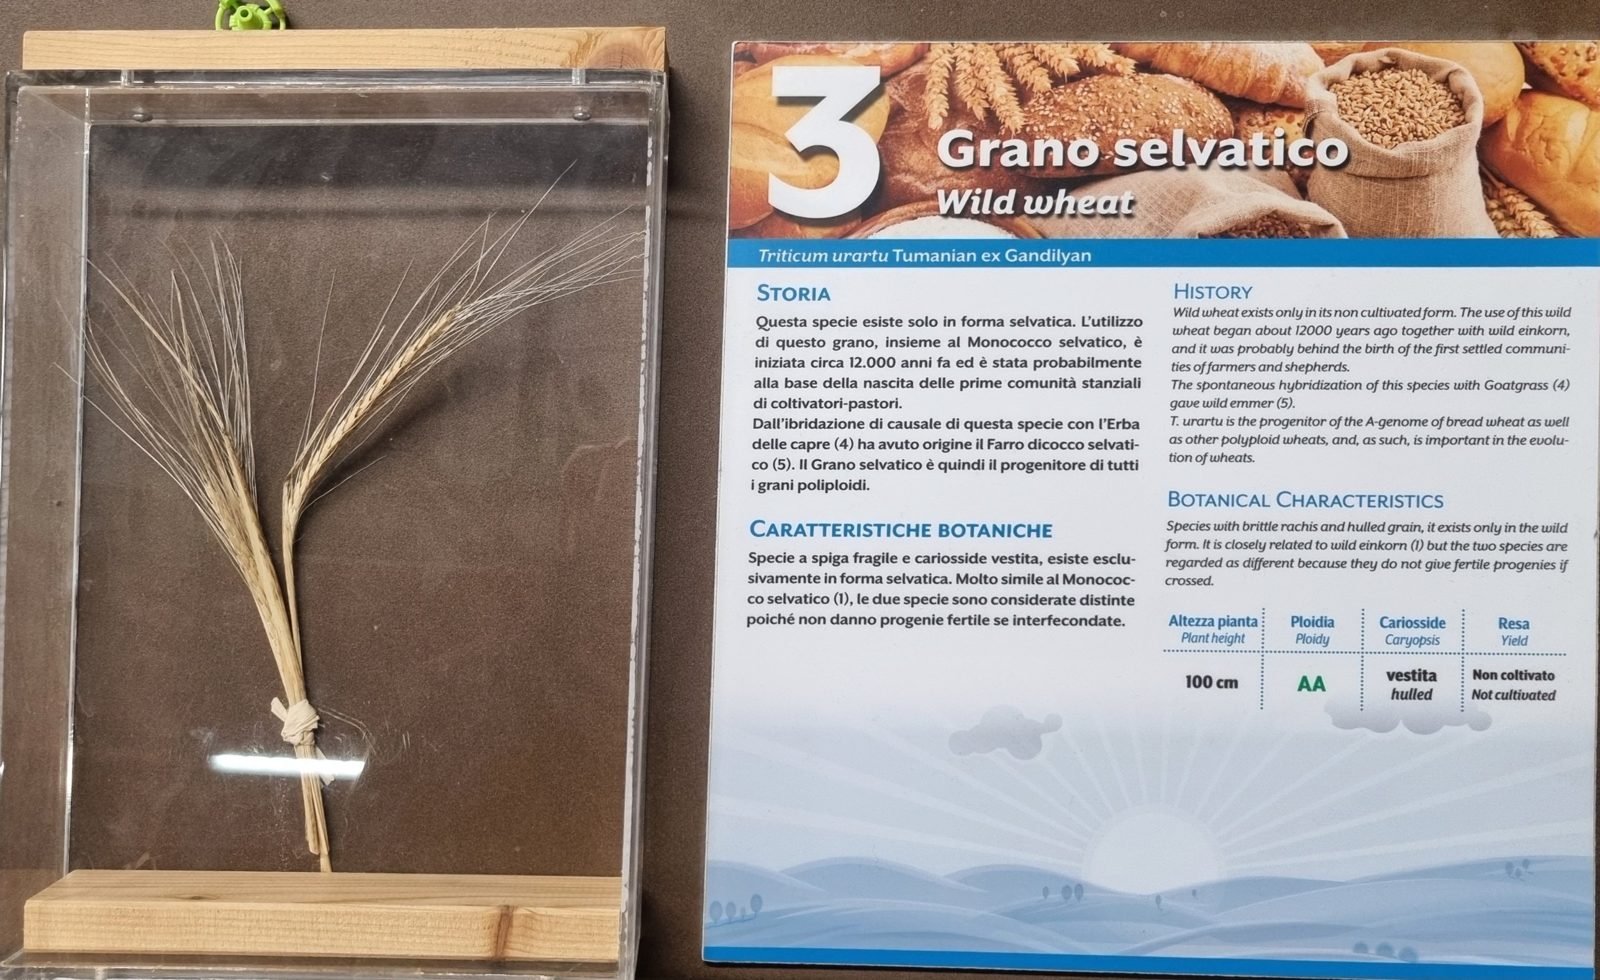 3
Grano selvatico
Wild wheat
Triticum urartu Tumanian ex Gandilyan
STORIA
Questa specie esiste solo in forma selvatica. L'utilizzo
di questo grano, insieme al Monococco selvatico, è
iniziata circa 12.000 anni fa ed è stata probabilmente
alla base della nascita delle prime comunità stanziali
di coltivatori-pastori.
Dall'ibridazione di causale di questa specie con l'Erba
delle capre (4) ha avuto origine il Farro dicocco selvati-
co (5). Il Grano selvatico è quindi il progenitore di tutti
i grani poliploidi.
CARATTERISTICHE BOTANICHE
Specie a spiga fragile e cariosside vestita, esiste esclu-
sivamente in forma selvatica. Molto simile al Monococ-
co selvatico (1), le due specie sono considerate distinte
poiché non danno progenie fertile se interfecondate.
HISTORY
Wild wheat exists only in its non cultivated form. The use of this wild
wheat began about 12000 years ago together with wild einkorn,
and it was probably behind the birth of the first settled communi-
ties of farmers and shepherds.
The spontaneous hybridization of this species with Goatgrass (4)
gave wild emmer (5).
T. urartu is the progenitor of the A-genome of bread wheat as well
as other polyploid wheats, and, as such, is important in the evolu-
tion of wheats.
BOTANICAL CHARACTERISTICS
Species with brittle rachis and hulled grain, it exists only in the wild
form. It is closely related to wild einkorn (1) but the two species are
regarded as different because they do not give fertile progenies if
crossed.
Altezza pianta Ploidia Cariosside Resa
Plant height Ploidy Caryopsis Yield
100 cm AA vestita Non coltivato
hulled Not cultivated